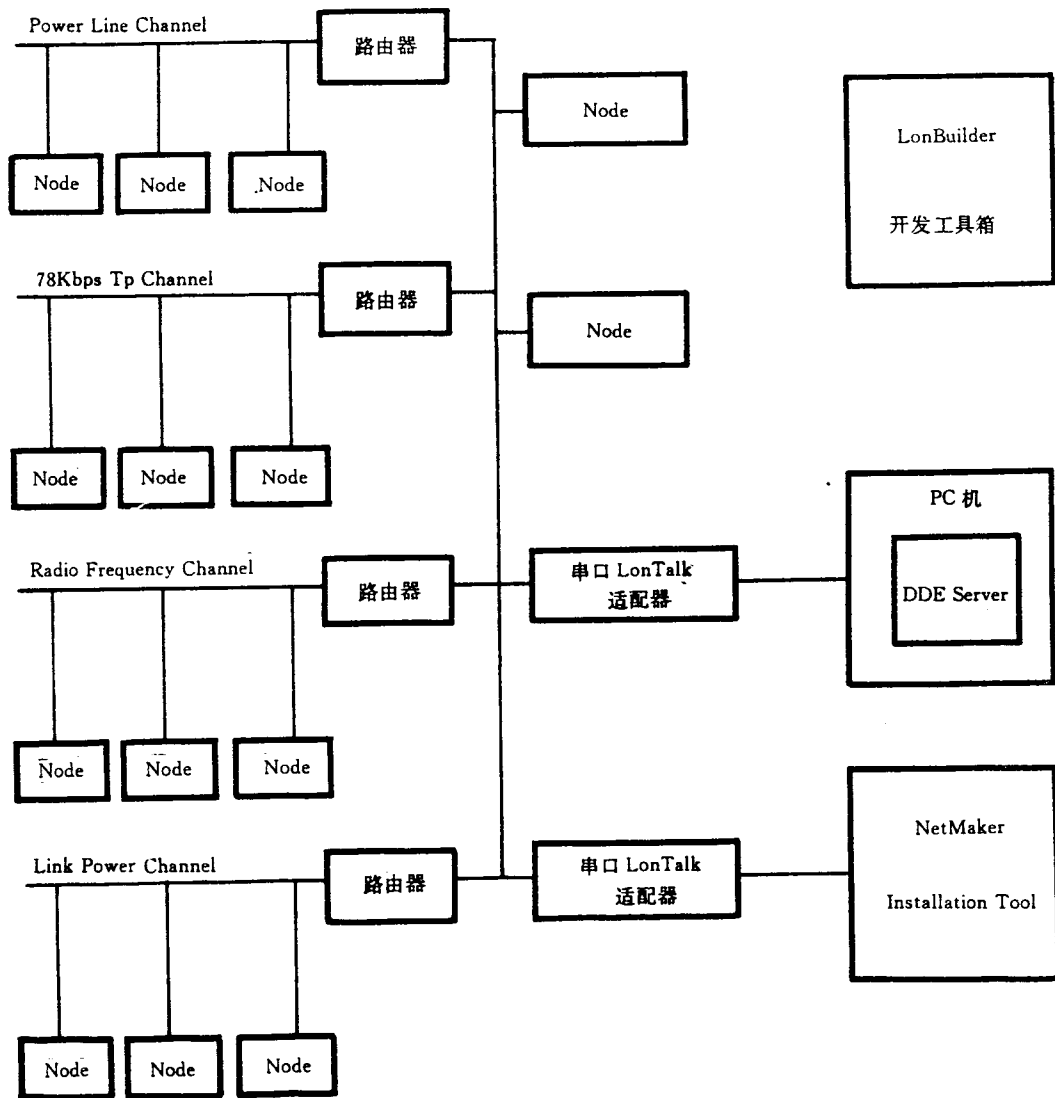 Power Line Channel
路由器
Node
Node
Node
Node
LonBuilder
开发工具箱
78Kbps Tp Channel
路由器
Node
Node
Node
Node
PC 机
DDE Server
Radio Frequency Channel
路由器
串口 LonTalk
适配器
Node
Node
Node
NetMaker
Installation Tool
Link Power Channel
路由器
串口 LonTalk
适配器
Node
Node
Node